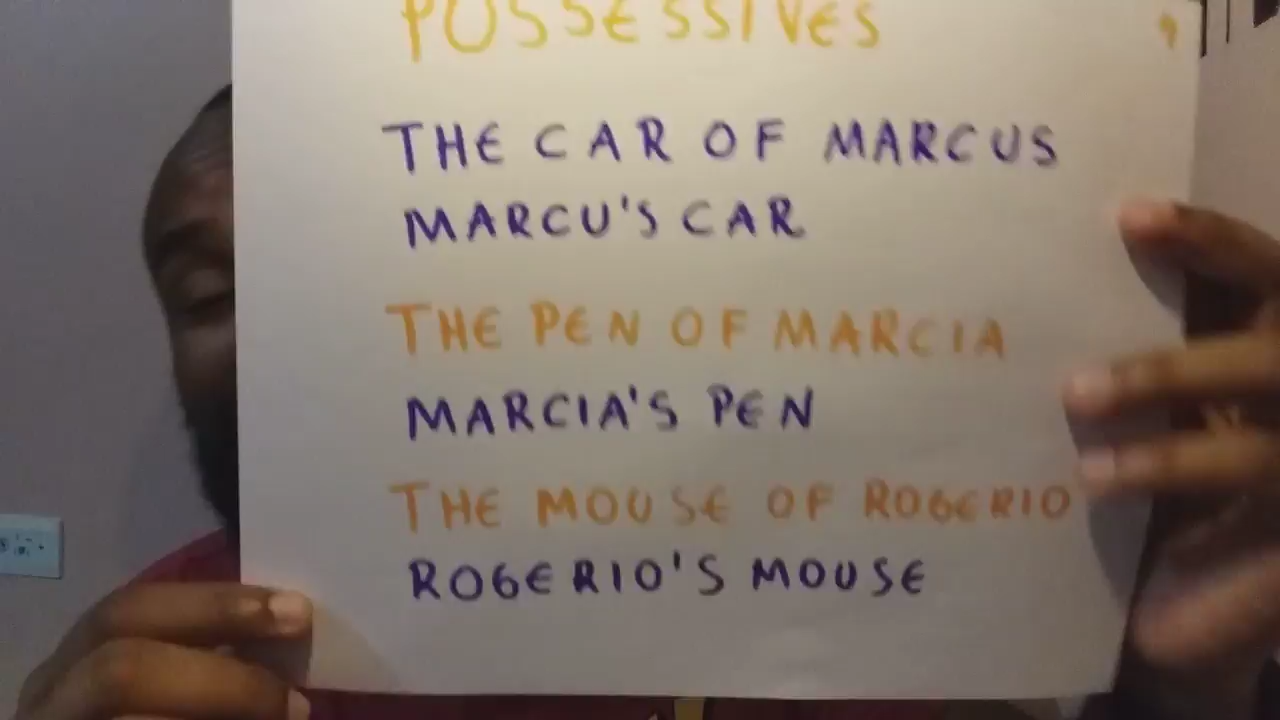 POSSESSIVES
THE CAR OF MARCUS
MARCU'S CAR
THE PEN OF MARCIA
MARCIA'S PEN
THE MOUSE OF ROGERIO
ROGERIO'S MOUSE